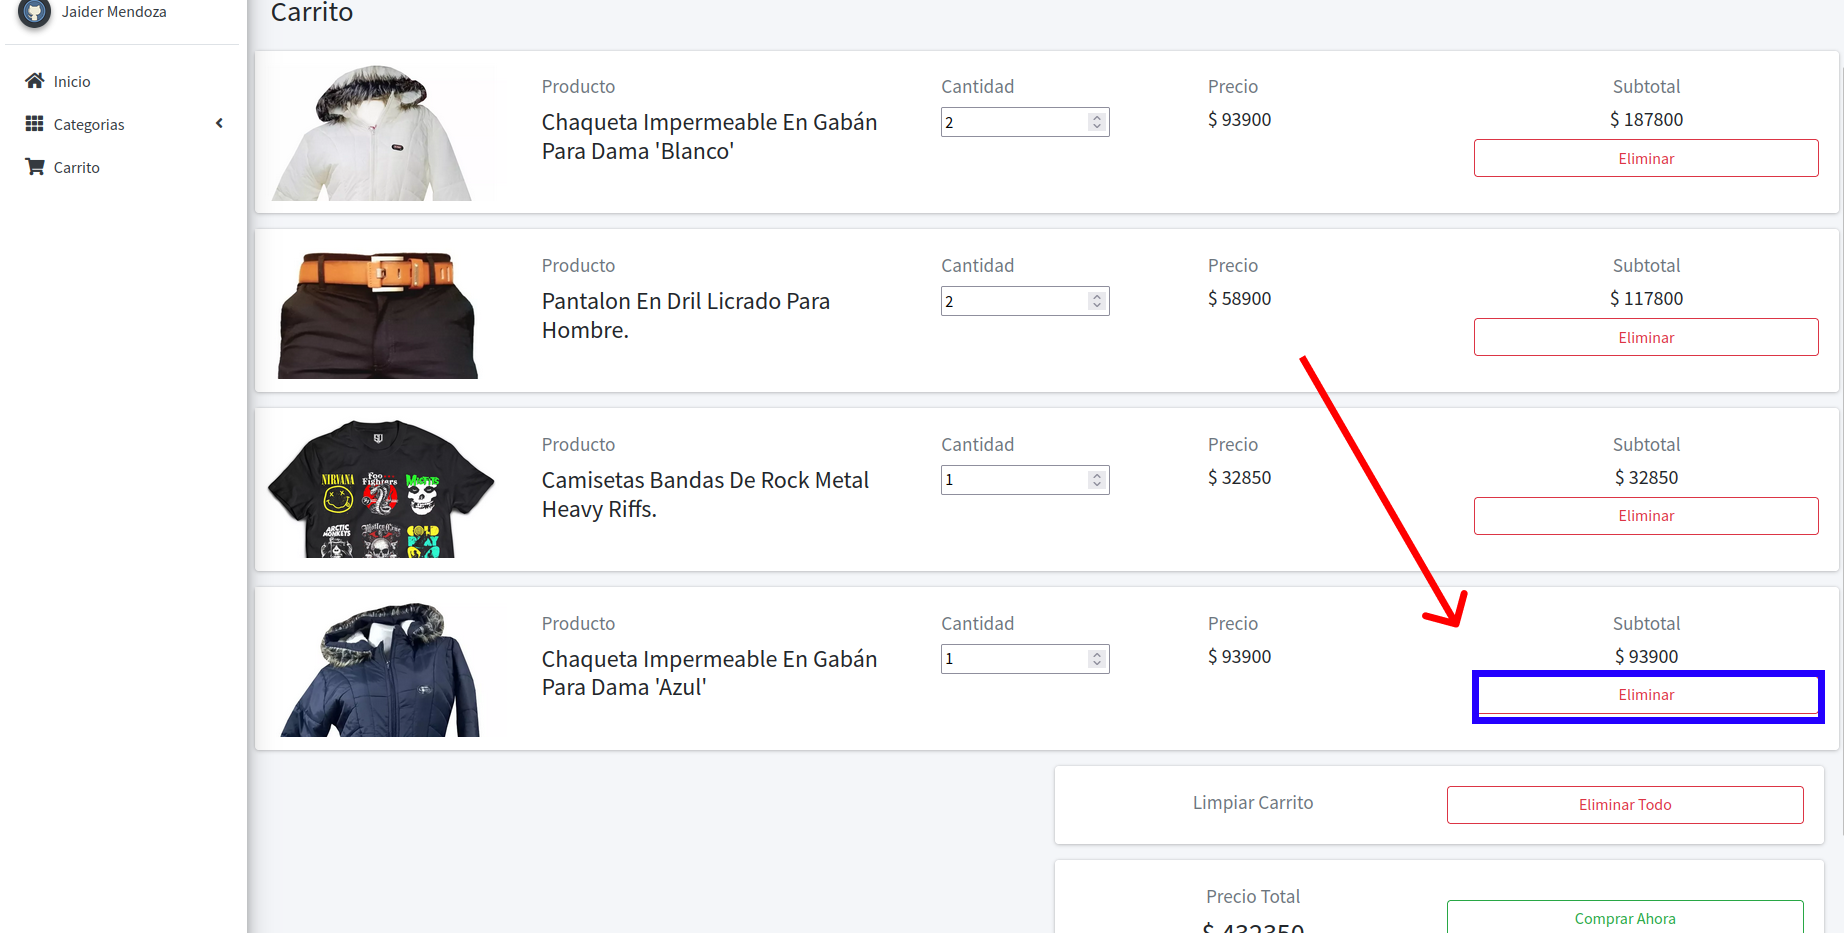 Jaider Mendoza
Carrito
Inicio
Categorias
Carrito
Producto
Cantidad
Precio
Subtotal
Chaqueta Impermeable En Gabán
Para Dama 'Blanco'
2
$ 93900
$ 187800
Eliminar
Producto
Cantidad
Precio
Subtotal
Pantalon En Dril Licrado Para
Hombre.
2
$ 58900
$ 117800
Eliminar
NIRVANA
Foo
Fighters
Misfits
ARCTIC
MONKEYS
Mötley Crüe
COLD
PLAY
Producto
Cantidad
Precio
Subtotal
Camisetas Bandas De Rock Metal
Heavy Riffs.
1
$ 32850
$ 32850
Eliminar
Producto
Cantidad
Precio
Subtotal
Chaqueta Impermeable En Gabán
Para Dama 'Azul'
1
$ 93900
$ 93900
Eliminar
Limpiar Carrito
Eliminar Todo
Precio Total
$ 432350
Comprar Ahora